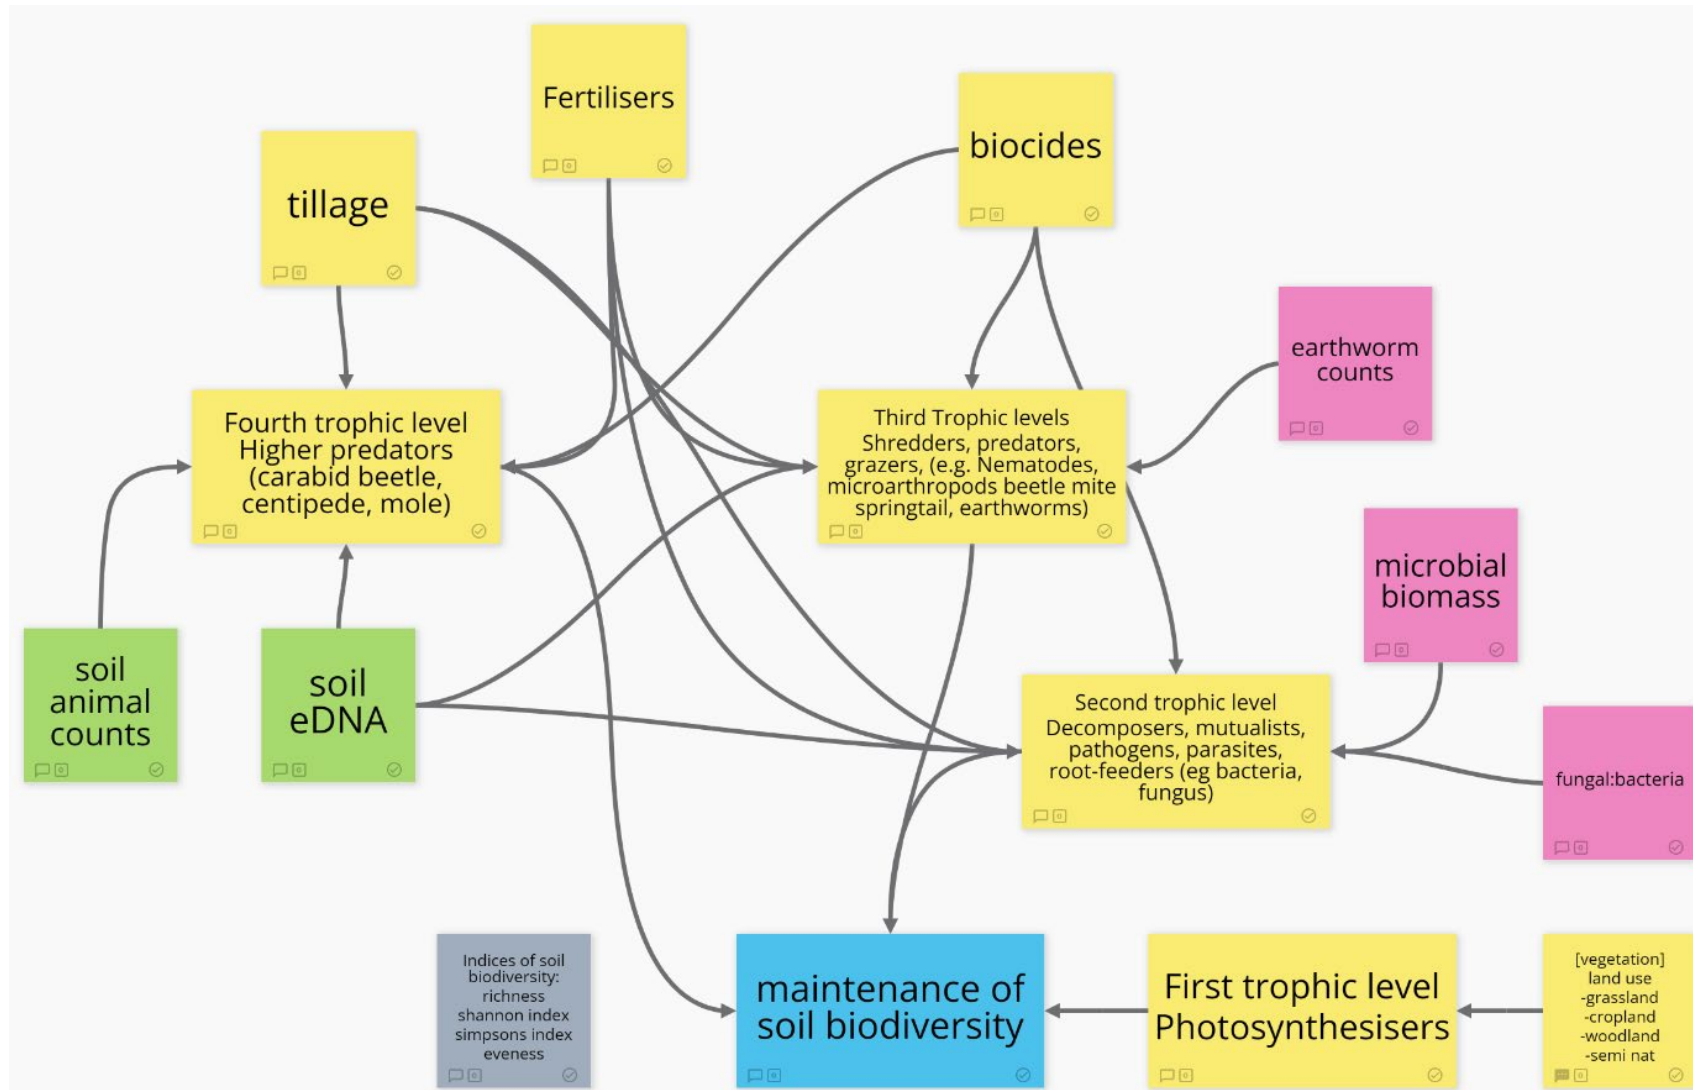 Fertilisers
biocides
tillage
earthworm
counts
Fourth trophic level
Higher predators
(carabid beetle,
centipede, mole)
Third Trophic levels
Shredders, predators,
grazers, (e.g. Nematodes,
microarthropods beetle mite
springtail, earthworms)
microbial
biomass
soil
animal
counts
soil
eDNA
Second trophic level
Decomposers, mutualists,
pathogens, parasites,
root-feeders (eg bacteria,
fungus)
fungal:bacteria
Indices of soil
biodiversity:
richness
shannon index
simpsons index
eveness
maintenance of
soil biodiversity
First trophic level
Photosynthesisers
[vegetation]
land use
-grassland
-cropland
-woodland
-semi nat